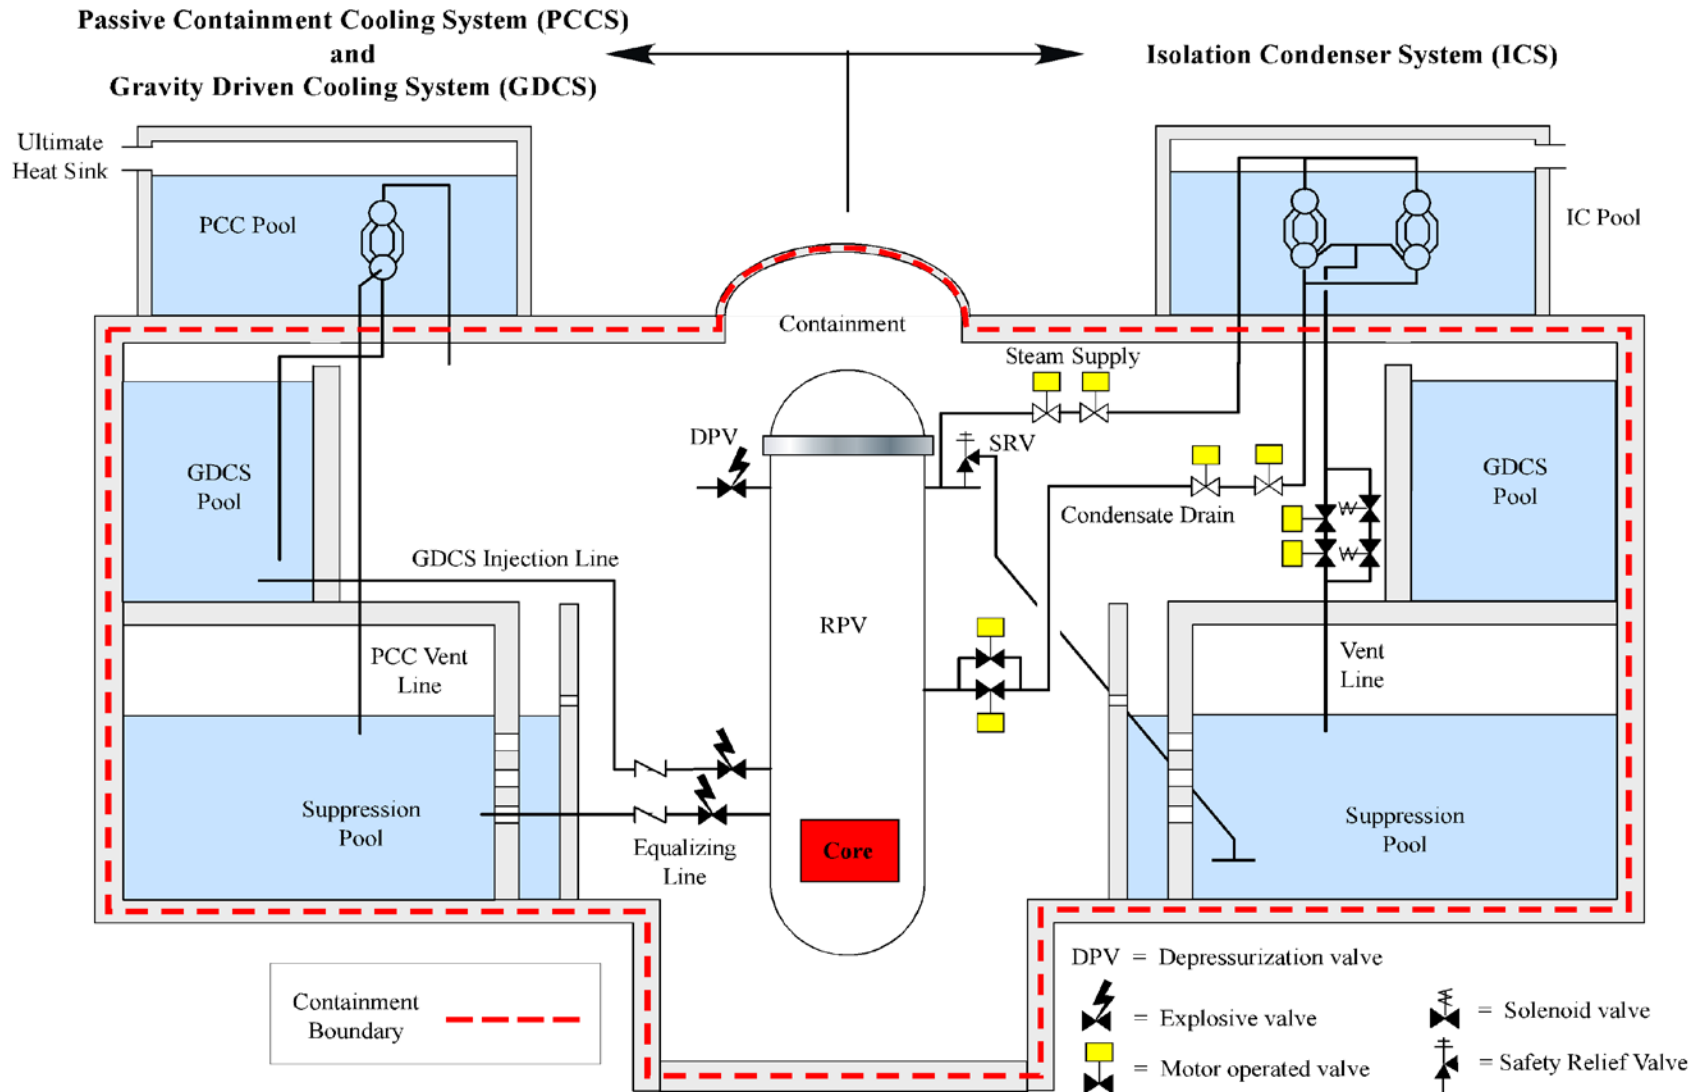 Passive Containment Cooling System (PCCS)
and
Gravity Driven Cooling System (GDCS)
Isolation Condenser System (ICS)
Ultimate
Heat Sink
PCC Pool
IC Pool
Containment
Steam Supply
DPV
SRV
GDCS
Pool
GDCS
Pool
Condensate Drain
GDCS Injection Line
RPV
PCC Vent
Line
Vent
Line
Suppression
Pool
Suppression
Pool
Equalizing
Line
Core
Containment
Boundary
DPV = Depressurization valve
= Explosive valve
= Solenoid valve
= Motor operated valve
= Safety Relief Valve